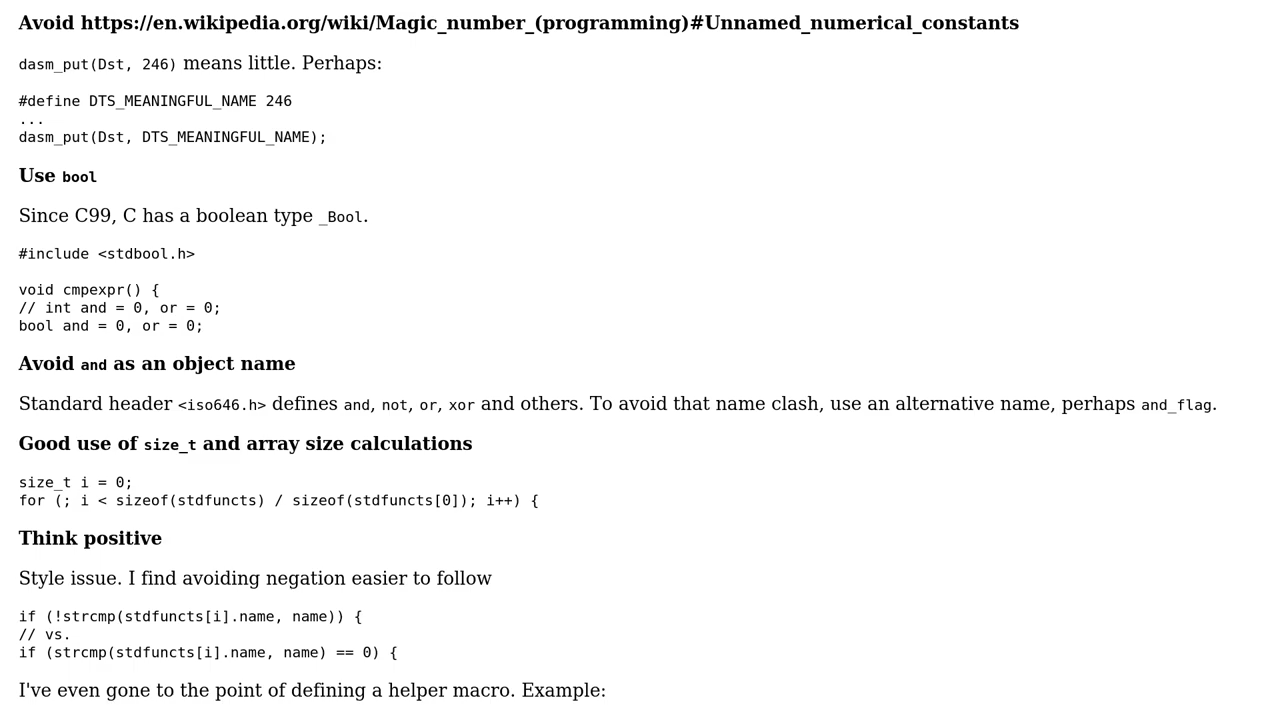 Avoid https://en.wikipedia.org/wiki/Magic_number_(programming)#Unnamed_numerical_constants
dasm_put(Dst, 246) means little. Perhaps:
#define DTS_MEANINGFUL_NAME 246
...
dasm_put(Dst, DTS_MEANINGFUL_NAME);
Use bool
Since C99, C has a boolean type _Bool.
#include <stdbool.h>
void cmpexpr() {
// int and = 0, or = 0;
bool and = 0, or = 0;
Avoid and as an object name
Standard header <iso646.h> defines and, not, or, xor and others. To avoid that name clash, use an alternative name, perhaps and_flag.
Good use of size_t and array size calculations
size_t i = 0;
for (; i < sizeof(stdfuncts) / sizeof(stdfuncts[0]); i++) {
Think positive
Style issue. I find avoiding negation easier to follow
if (!strcmp(stdfuncts[i].name, name)) {
// vs.
if (strcmp(stdfuncts[i].name, name) == 0) {
I've even gone to the point of defining a helper macro. Example: